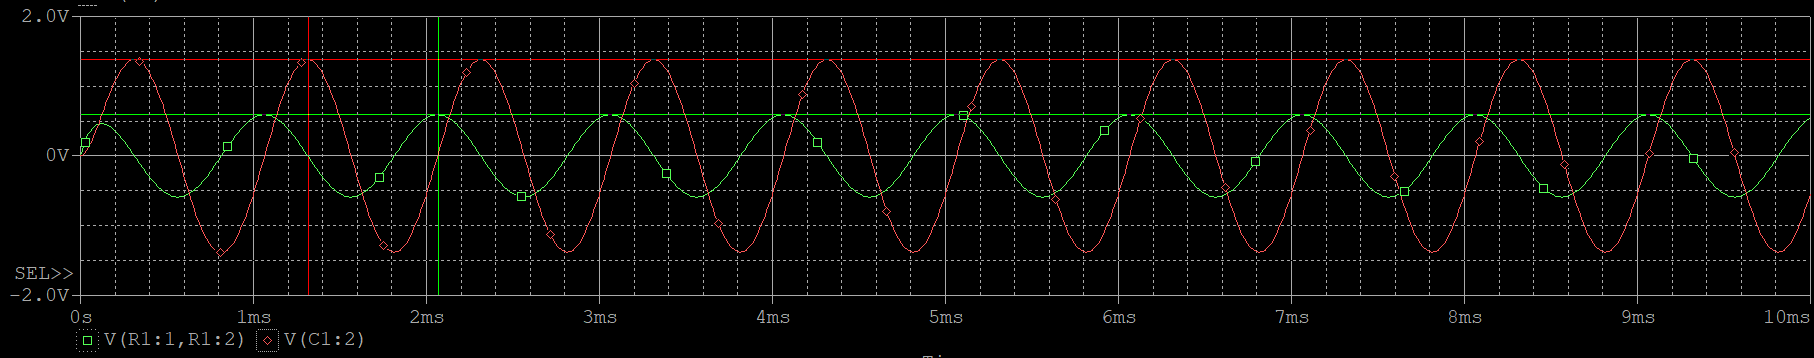 2.0V
0V
SEL>>
-2.0V
0s 1ms 2ms 3ms 4ms 5ms 6ms 7ms 8ms 9ms 10ms
V(R1:1,R1:2) V(C1:2)